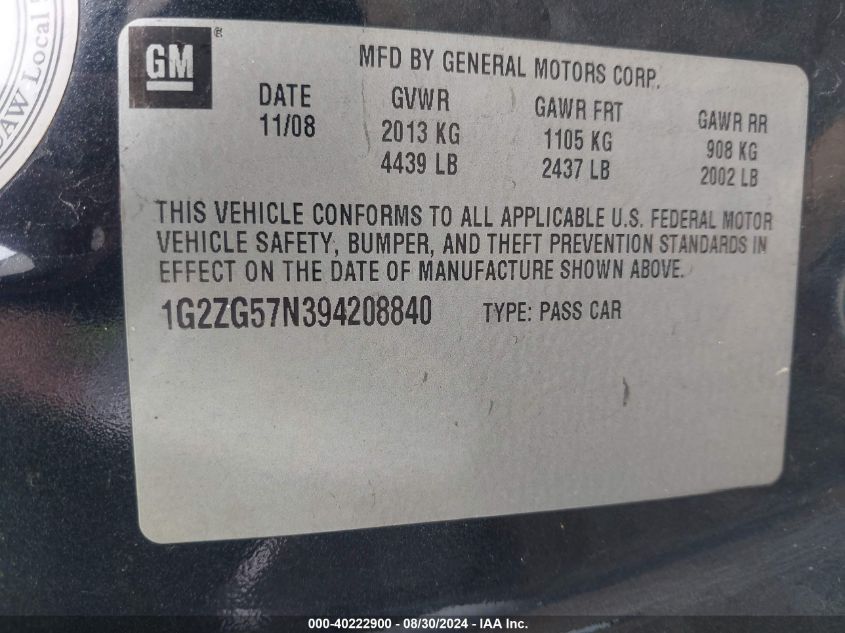 UAW Local 5
GM®
MFD BY GENERAL MOTORS CORP.
DATE GVWR GAWR FRT GAWR RR
11/08 2013 KG 1105 KG 908 KG
4439 LB 2437 LB 2002 LB
THIS VEHICLE CONFORMS TO ALL APPLICABLE U.S. FEDERAL MOTOR
VEHICLE SAFETY, BUMPER, AND THEFT PREVENTION STANDARDS IN
EFFECT ON THE DATE OF MANUFACTURE SHOWN ABOVE.
1G2ZG57N394208840 TYPE: PASS CAR
000-40222900 - 08/30/2024 - IAA Inc.